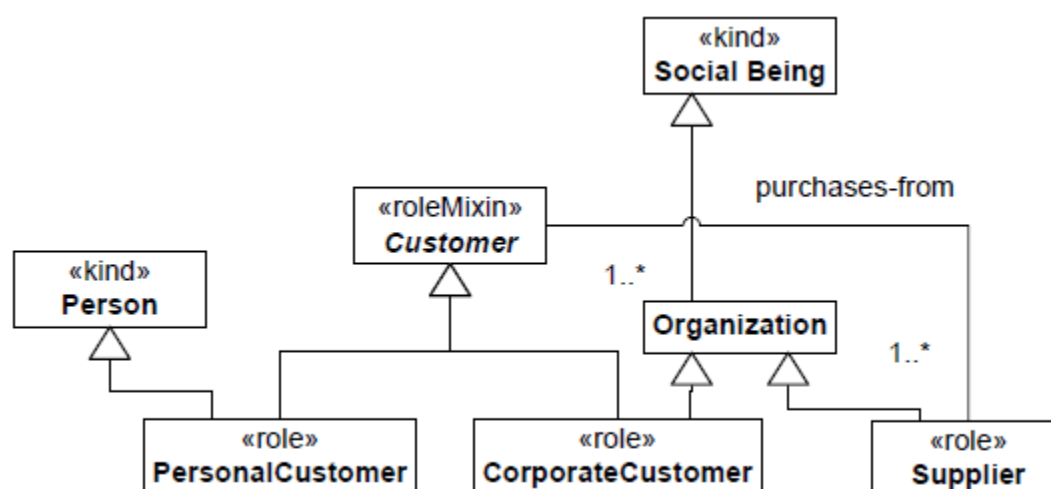 «kind»
Social Being
purchases-from
«roleMixin»
Customer
«kind»
Person
1..*
Organization
1..*
«role»
PersonalCustomer
«role»
CorporateCustomer
«role»
Supplier